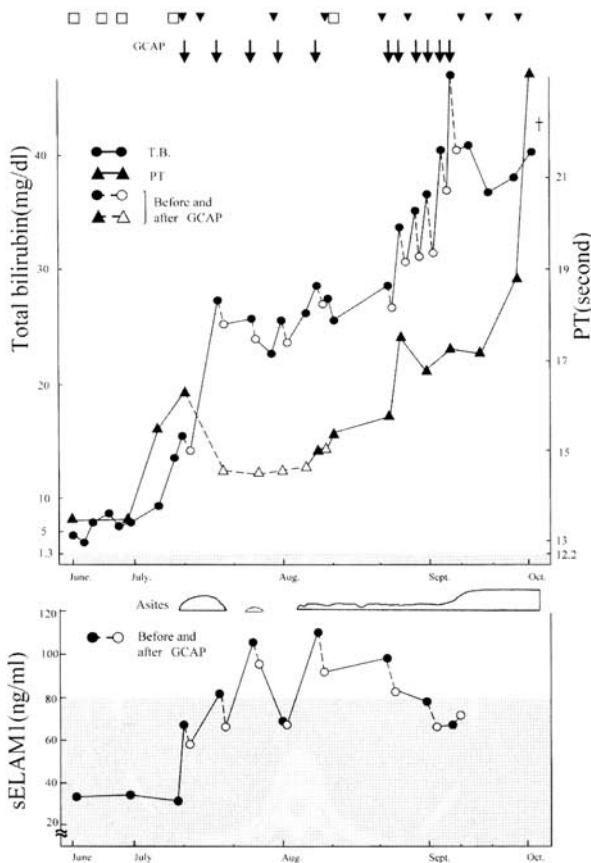 GCAP
Total bilirubin(mg/dl)
40
30
20
10
5
1.3
T.B.
PT
Before and
after GCAP
21
19
17
15
13
12.2
PT(second)
June.
July.
Aug.
Sept.
Oct.
Asites
sELAM1(ng/ml)
120
100
80
60
40
20
Before and
after GCAP
June
July
Aug
Sept.
Oct.